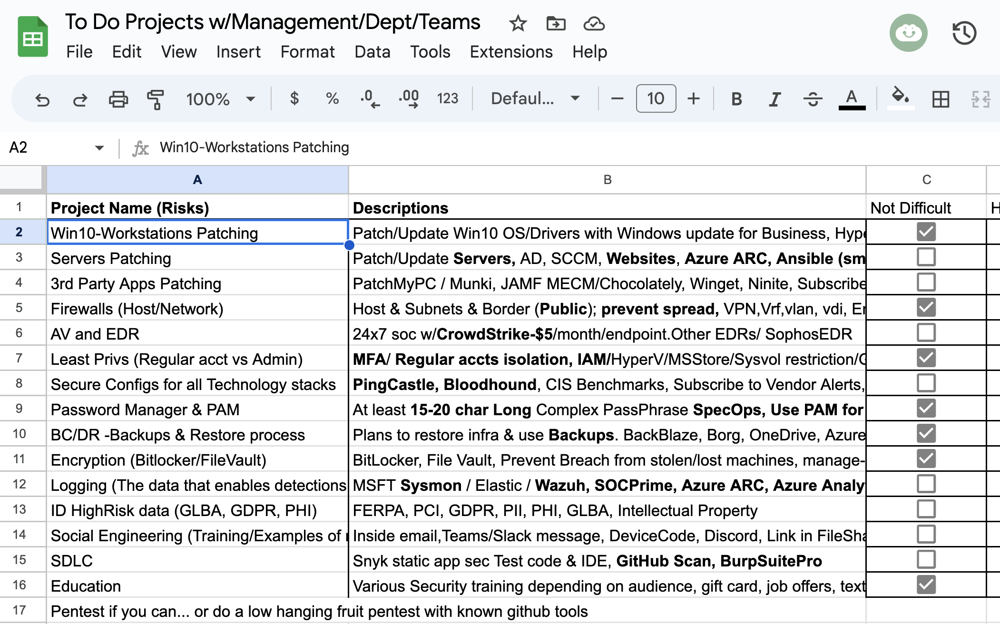 To Do Projects w/Management/Dept/Teams
File Edit View Insert Format Data Tools Extensions Help
100% $ % .0 .00 123 Defaul... 10 B I S A
A2 fx Win10-Workstations Patching
A B C
1 Project Name (Risks) Descriptions Not Difficult H
2 Win10-Workstations Patching Patch/Update Win10 OS/Drivers with Windows update for Business, Hype
3 Servers Patching Patch/Update Servers, AD, SCCM, Websites, Azure ARC, Ansible (sm
4 3rd Party Apps Patching PatchMyPC / Munki, JAMF MECM/Chocolately, Winget, Ninite, Subscribe
5 Firewalls (Host/Network) Host & Subnets & Border (Public); prevent spread, VPN,Vrf,vlan, vdi, Er
6 AV and EDR 24x7 soc w/CrowdStrike-$5/month/endpoint.Other EDRs/ SophosEDR
7 Least Privs (Regular acct vs Admin) MFA/ Regular accts isolation, IAM/HyperV/MSStore/Sysvol restriction/G
8 Secure Configs for all Technology stacks PingCastle, Bloodhound, CIS Benchmarks, Subscribe to Vendor Alerts,
9 Password Manager & PAM At least 15-20 char Long Complex PassPhrase SpecOps, Use PAM for
10 BC/DR -Backups & Restore process Plans to restore infra & use Backups. BackBlaze, Borg, OneDrive, Azure
11 Encryption (Bitlocker/FileVault) BitLocker, File Vault, Prevent Breach from stolen/lost machines, manage-
12 Logging (The data that enables detections MSFT Sysmon / Elastic / Wazuh, SOCPrime, Azure ARC, Azure Analy
13 ID HighRisk data (GLBA, GDPR, PHI) FERPA, PCI, GDPR, PII, PHI, GLBA, Intellectual Property
14 Social Engineering (Training/Examples of Inside email,Teams/Slack message, DeviceCode, Discord, Link in FileSha
15 SDLC Snyk static app sec Test code & IDE, GitHub Scan, BurpSuitePro
16 Education Various Security training depending on audience, gift card, job offers, text
17 Pentest if you can... or do a low hanging fruit pentest with known github tools